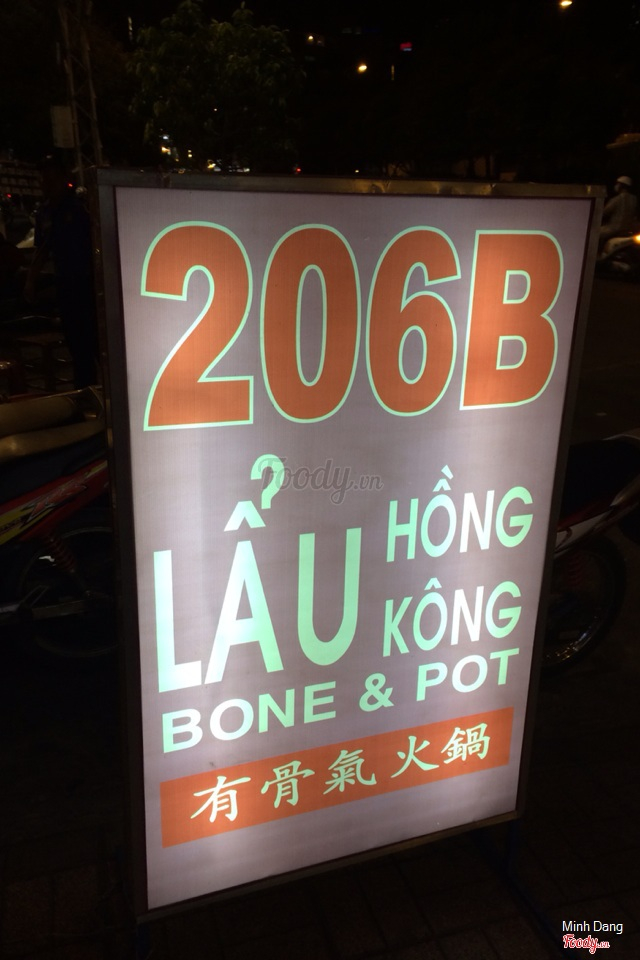 206B
Foody.vn
LẨU HỒNG KÔNG
BONE & POT
有骨氣火鍋
Minh Dang
Foody.vn